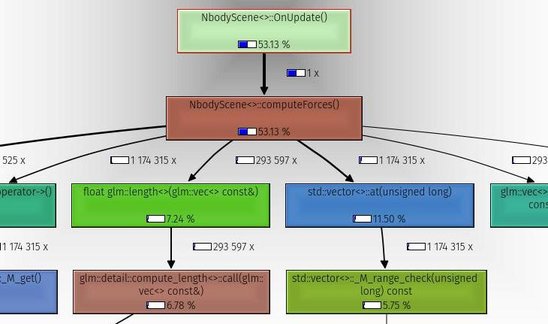 NbodyScene<>::OnUpdate()
53.13 %
1 x
NbodyScene<>::computeForces()
53.13 %
525 x
1 174 315 x
293 597 x
1 174 315 x
293
operator->()
float glm::length<>(glm::vec<> const&)
7.24 %
std::vector<>::at(unsigned long)
11.50 %
glm::vec<>
cons
1 174 315 x
293 597 x
1 174 315 x
_M_get()
glm::detail::compute_length<>::call(glm::
vec<> const&)
6.78 %
std::vector<>::_M_range_check(unsigned
long) const
5.75 %